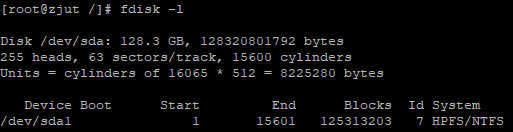 [root@zjut /]# fdisk -l
Disk /dev/sda: 128.3 GB, 128320801792 bytes
255 heads, 63 sectors/track, 15600 cylinders
Units = cylinders of 16065 * 512 = 8225280 bytes
   Device Boot      Start         End      Blocks   Id System
/dev/sda1               1       15601   125313203    7 HPFS/NTFS